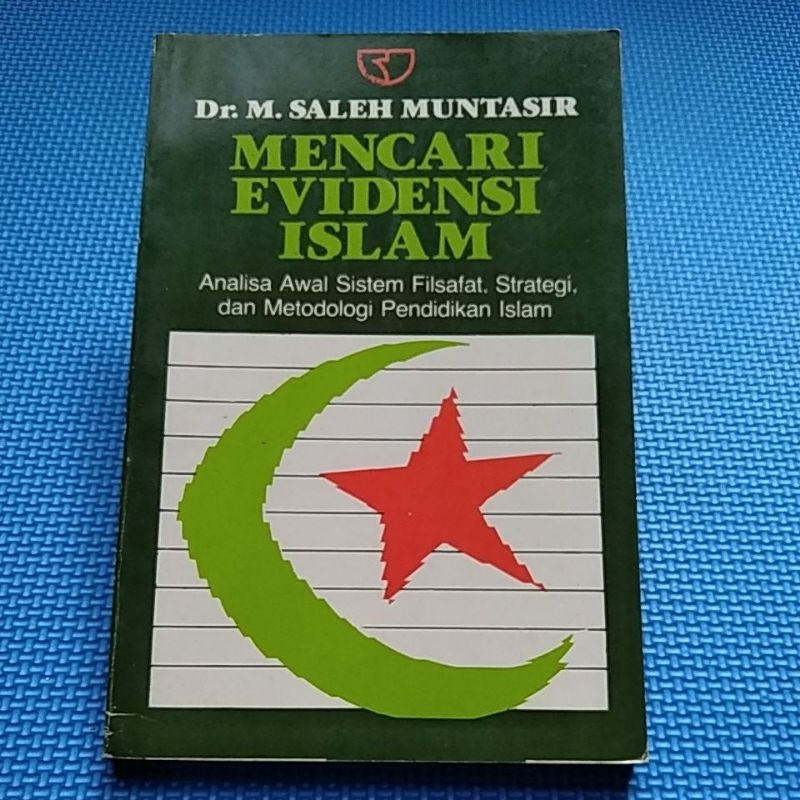 Dr. M. SALEH MUNTASIR
MENCARI
EVIDENSI
ISLAM
Analisa Awal Sistem Filsafat, Strategi,
dan Metodologi Pendidikan Islam